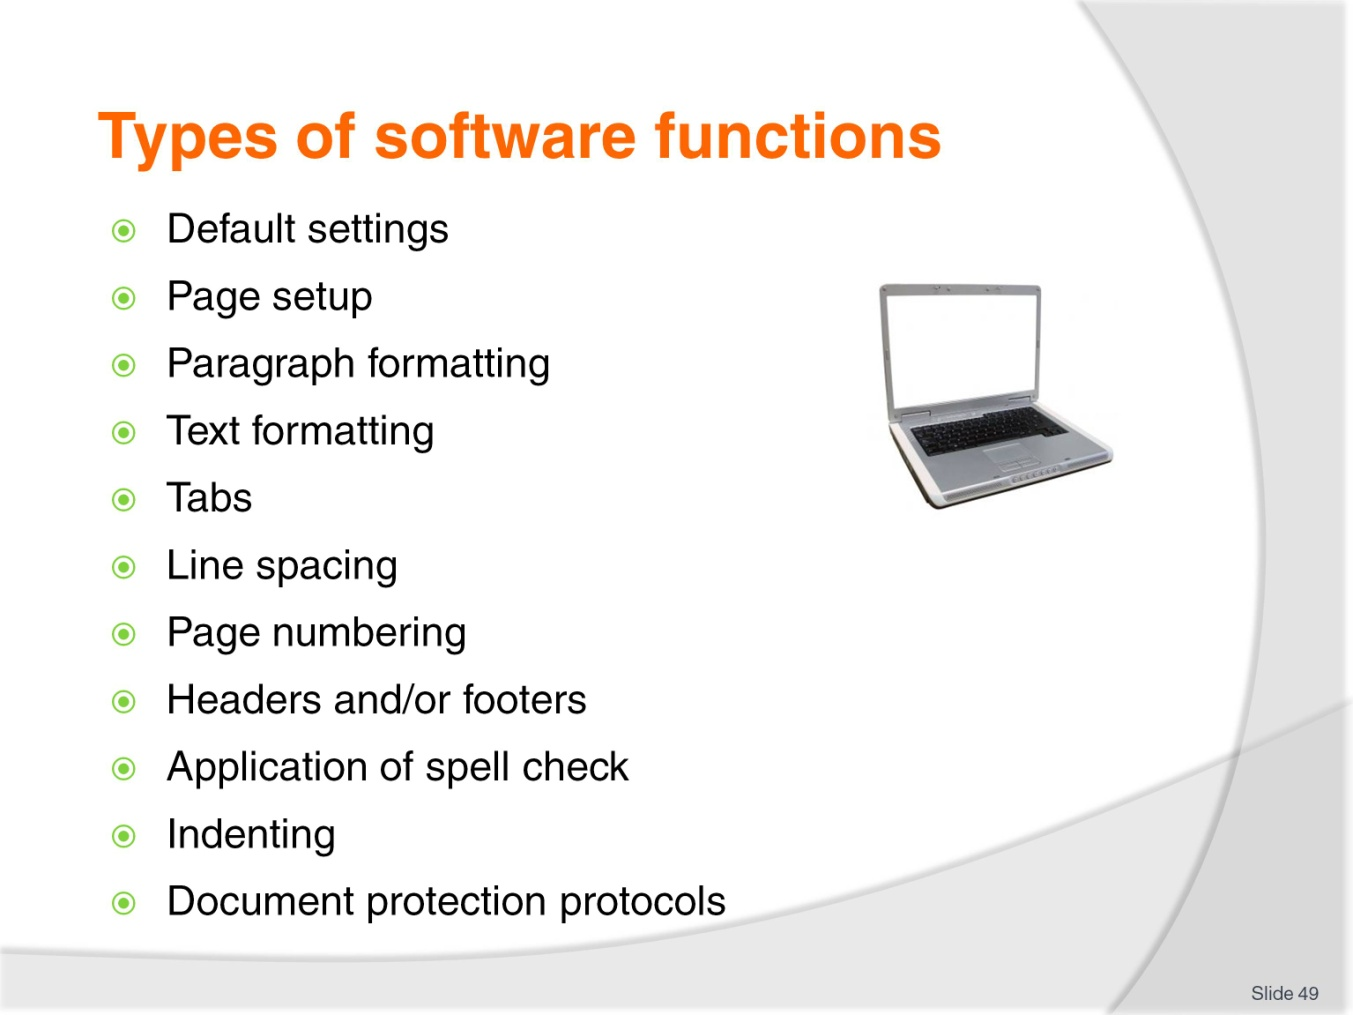 Types of software functions
Default settings
Page setup
Paragraph formatting
Text formatting
Tabs
Line spacing
Page numbering
Headers and/or footers
Application of spell check
Indenting
Document protection protocols
Slide 49